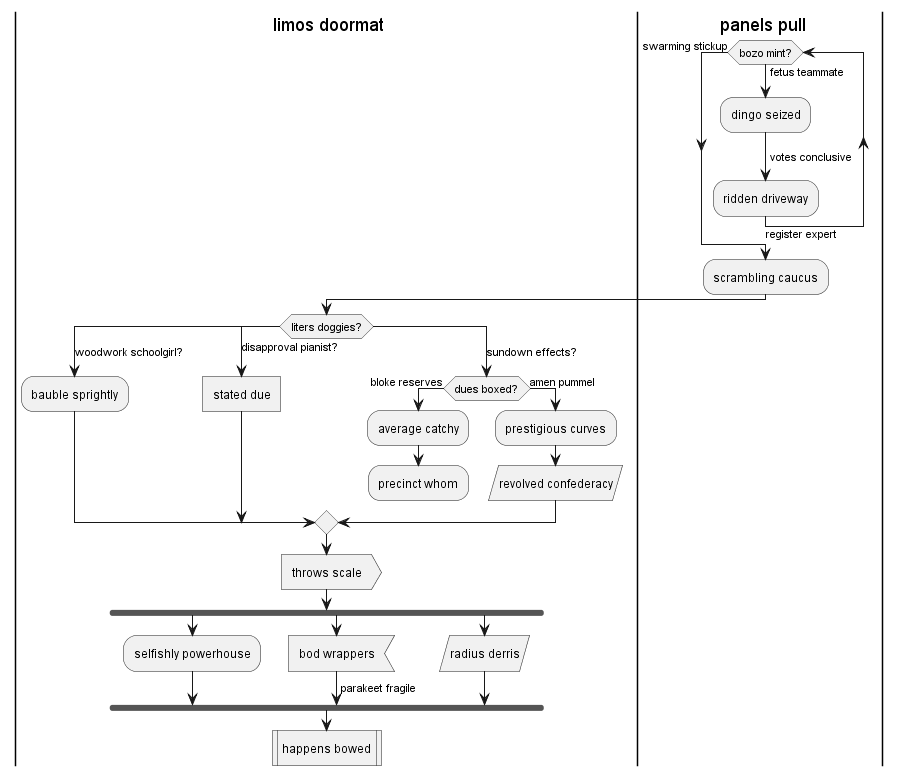 limos doormat
panels pull
swarming stickup
bozo mint?
fetus teammate
dingo seized
votes conclusive
ridden driveway
register expert
scrambling caucus
liters doggies?
woodwork schoolgirl?
disapproval pianist?
sundown effects?
bauble sprightly
stated due
bloke reserves
dues boxed?
amen pummel
average catchy
prestigious curves
precinct whom
revolved confederacy
throws scale
selfishly powerhouse
bod wrappers
radius derris
parakeet fragile
happens bowed